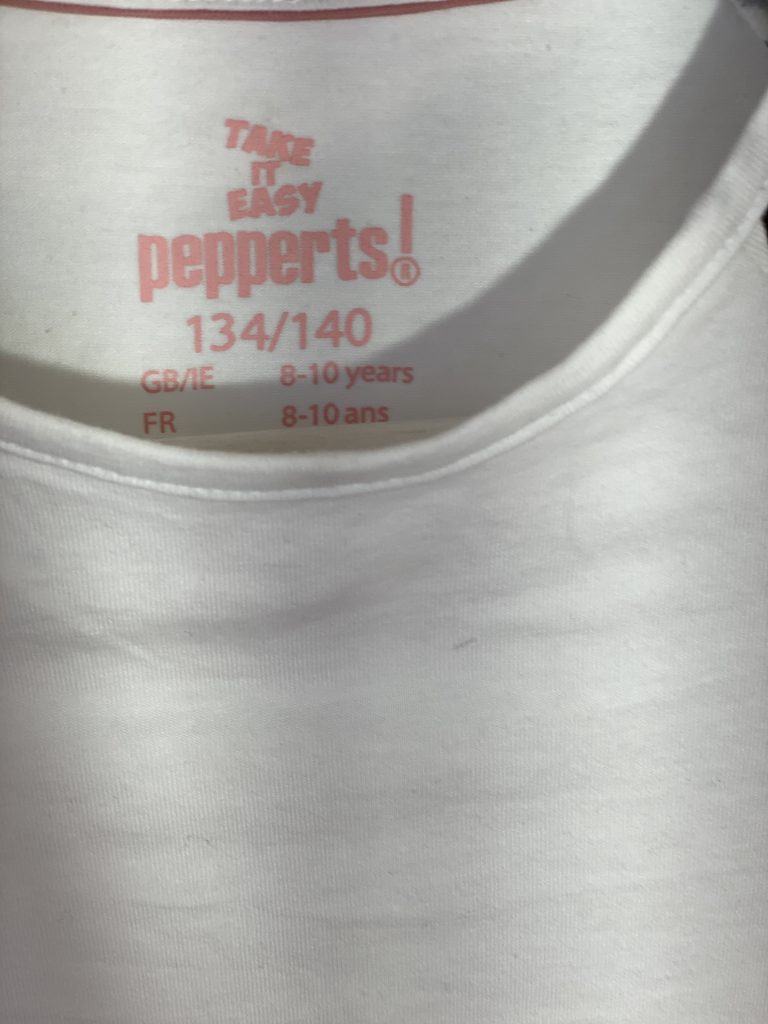 TAKE
IT
EASY
pepperts!®
134/140
GB/IE 8-10 years
FR 8-10 ans